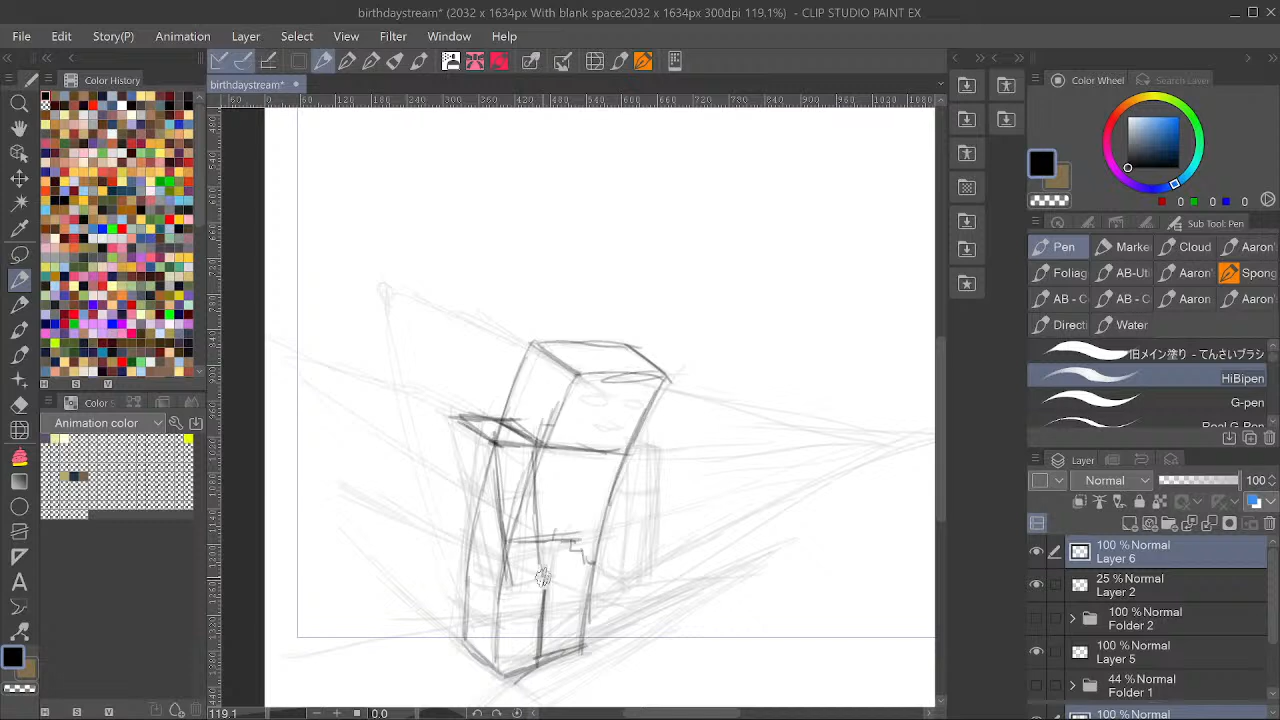 birthdaystream* (2032 x 1634px With blank space:2032 x 1634px 300dpi 119.1%) - CLIP STUDIO PAINT EX
File Edit Story(P) Animation Layer Select View Filter Window Help
Color History
birthdaystream*
Color Wheel
Search Layer
0 0 0
Sub Tool Pen
Pen
Marke
Cloud
Aaron
Foliag
AB-Ut
Aaron'
Spong
AB - C
AB - C
Aaron
Aaron
Direct
Water
旧メイン塗り - てんさいブラシ
HiBipen
G-pen
H S V
Color S
Animation color
H S V
Layer
Normal 100
100 % Normal
Layer 6
25 % Normal
Layer 2
100 % Normal
Folder 2
100 % Normal
Layer 5
44 % Normal
Folder 1
Normal
119.1
0.0